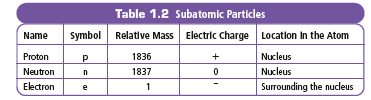 Table 1.2 Subatomic Particles
Name Symbol Relative Mass Electric Charge Location in the Atom
Proton p 1836 + Nucleus
Neutron n 1837 0 Nucleus
Electron e 1 − Surrounding the nucleus